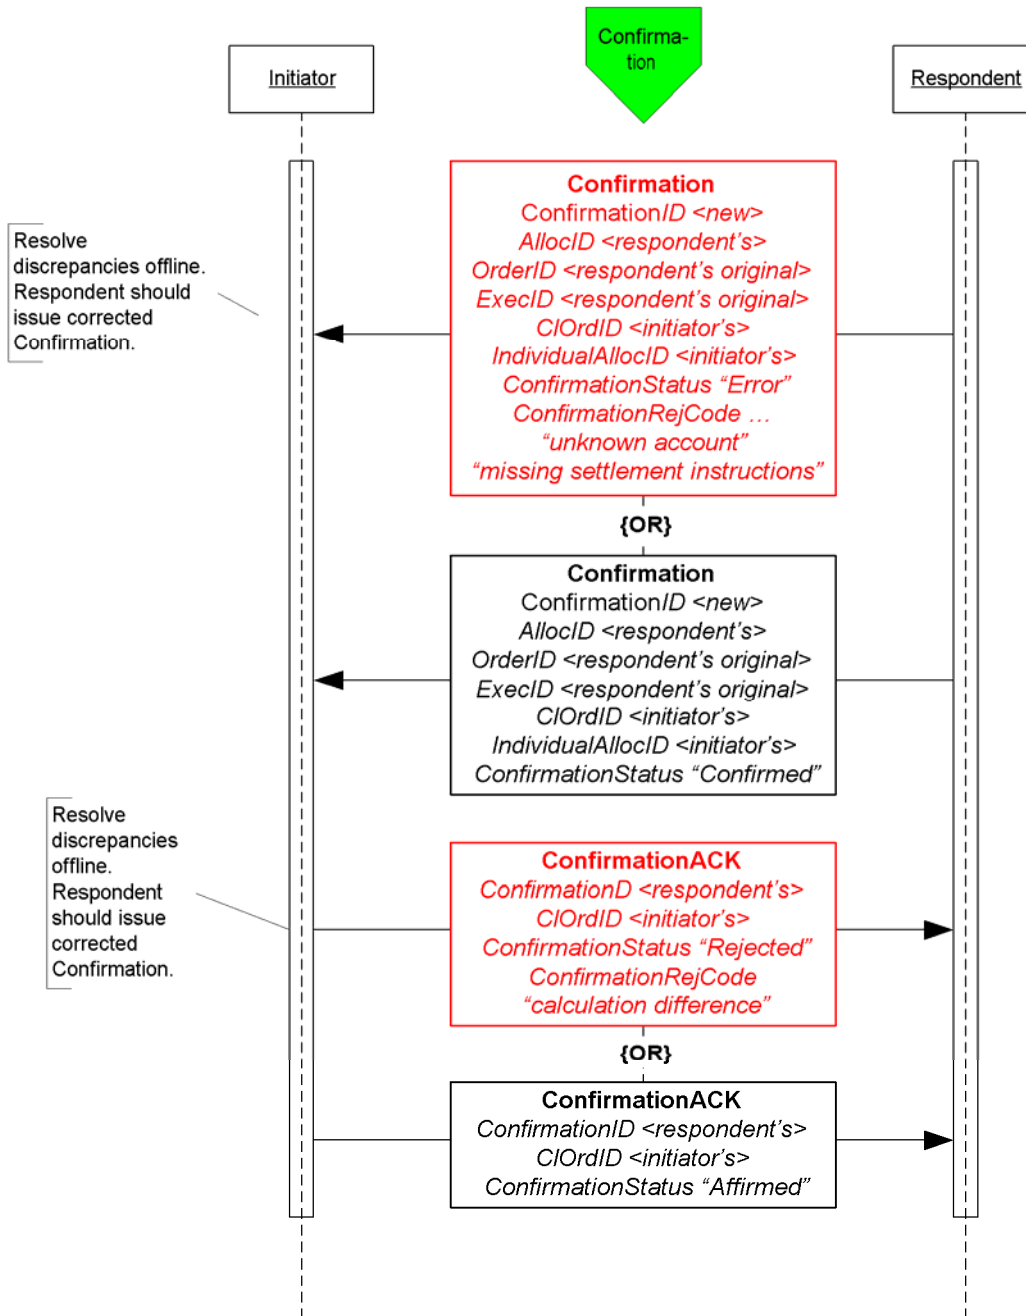 Confirma-
tion
Initiator
Respondent
Confirmation
ConfirmationID <new>
AllocID <respondent's>
OrderID <respondent's original>
ExecID <respondent's original>
ClOrdID <initiator's>
IndividualAllocID <initiator's>
ConfirmationStatus “Error”
ConfirmationRejCode …
“unknown account”
“missing settlement instructions”
Resolve
discrepancies offline.
Respondent should
issue corrected
Confirmation.
{OR}
Confirmation
ConfirmationID <new>
AllocID <respondent's>
OrderID <respondent's original>
ExecID <respondent's original>
ClOrdID <initiator's>
IndividualAllocID <initiator's>
ConfirmationStatus “Confirmed”
Resolve
discrepancies
offline.
Respondent
should issue
corrected
Confirmation.
ConfirmationACK
ConfirmationD <respondent's>
ClOrdID <initiator's>
ConfirmationStatus “Rejected”
ConfirmationRejCode
“calculation difference”
{OR}
ConfirmationACK
ConfirmationID <respondent's>
ClOrdID <initiator's>
ConfirmationStatus “Affirmed”